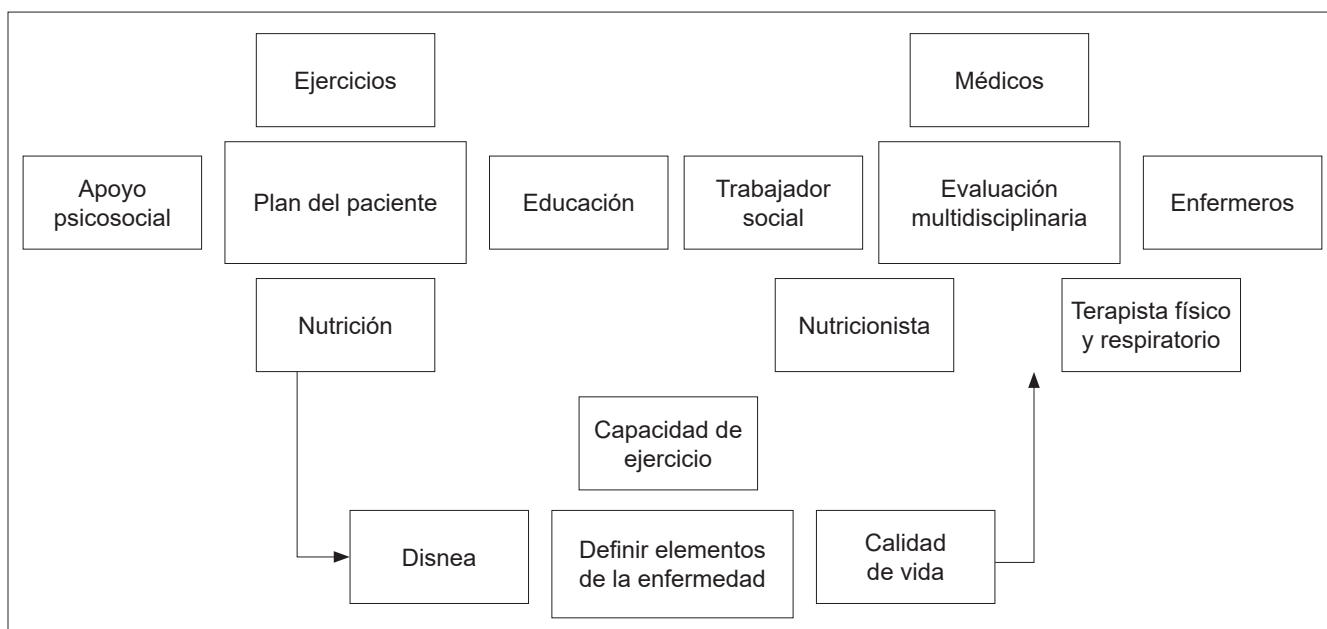 Ejercicios
Médicos
Apoyo
psicosocial
Plan del paciente
Educación
Trabajador
social
Evaluación
multidisciplinaria
Enfermeros
Nutrición
Nutricionista
Terapista físico
y respiratorio
Capacidad de
ejercicio
Disnea
Definir elementos
de la enfermedad
Calidad
de vida